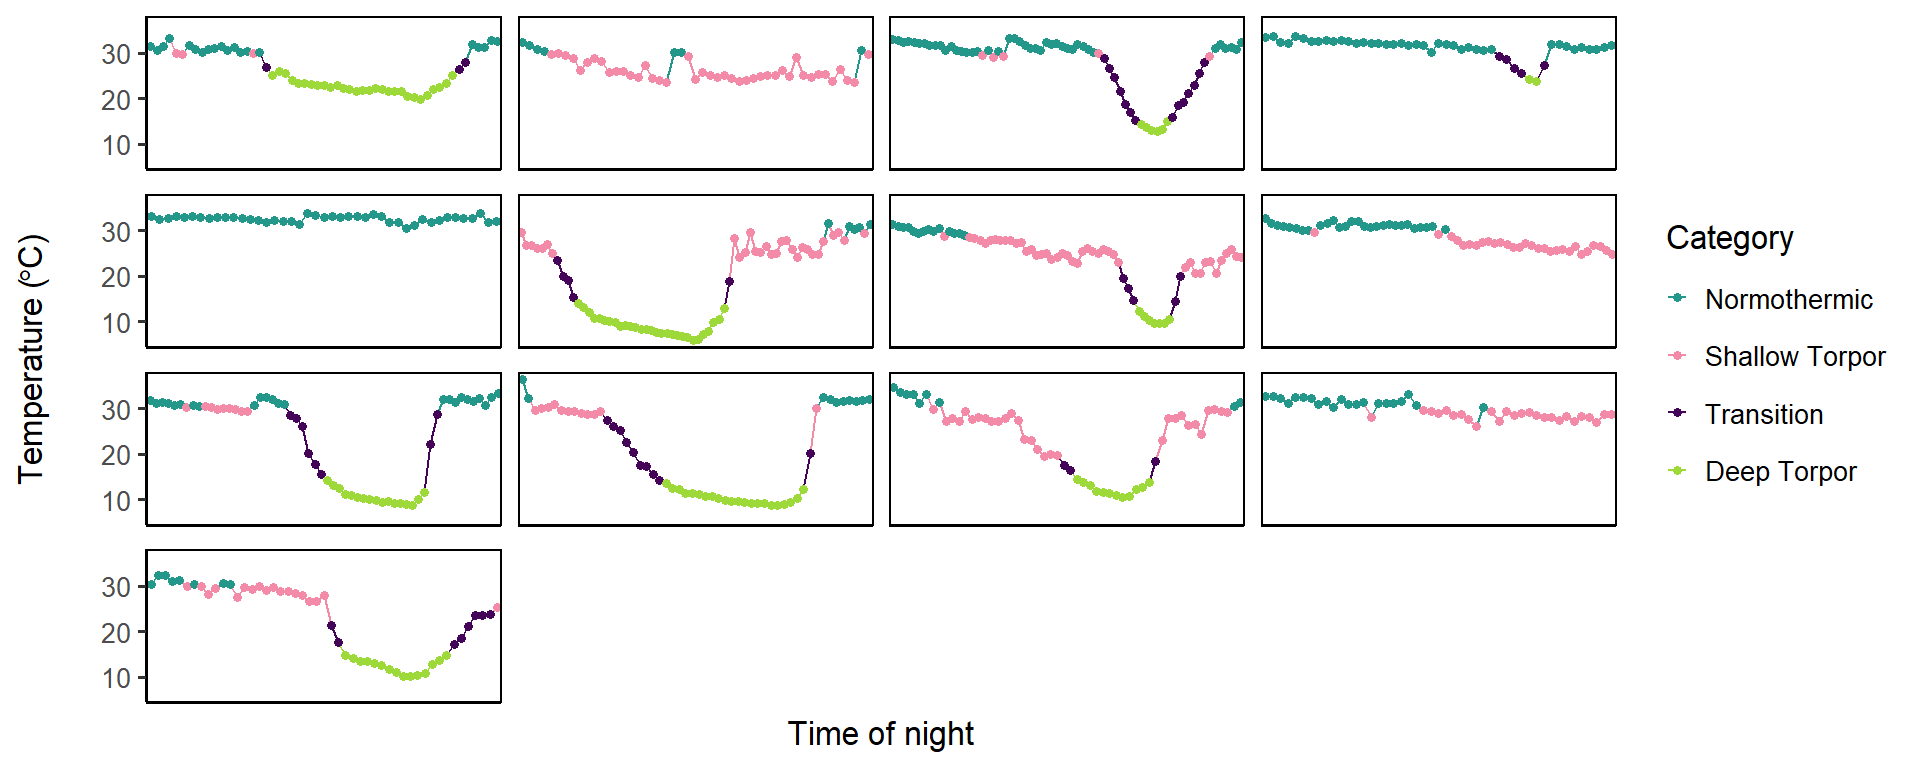 Temperature (°C)
30
20
10
30
20
10
30
20
10
30
20
10
Time of night
Category
Normothermic
Shallow Torpor
Transition
Deep Torpor